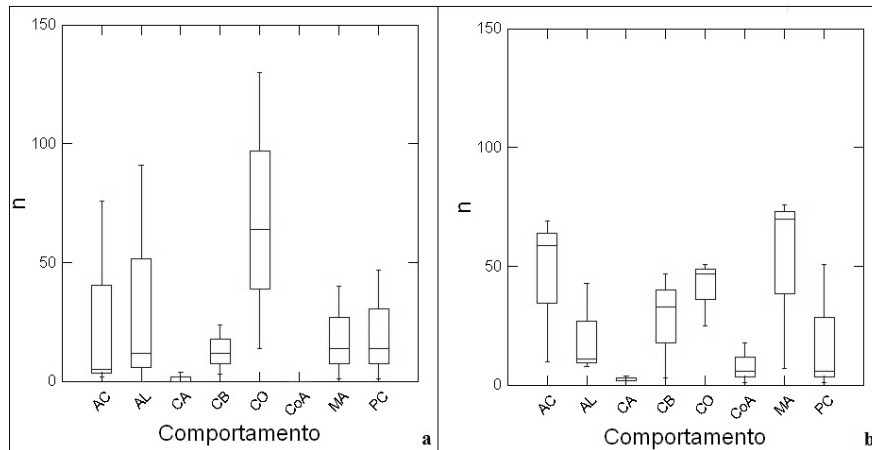 150
100
50
0
n
AC AL CA CB CO CoA MA PC
Comportamento
a
150
100
50
0
n
AC AL CA CB CO CoA MA PC
Comportamento
b